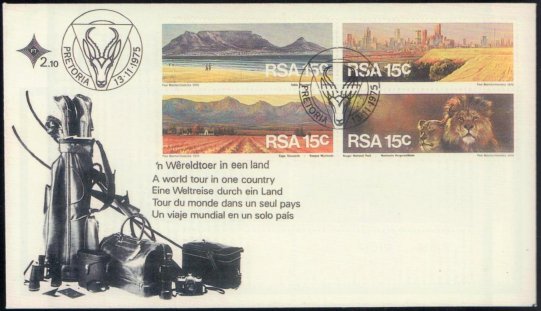 2.10
PRETORIA
13·11·1975
RSA 15c
RSA 15c
PRETORIA
13·11·1975
RSA 15c
RSA 15c
'n Wêreldtoer in een land
A world tour in one country
Eine Weltreise durch ein Land
Tour du monde dans un seul pays
Un viaje mundial en un solo país